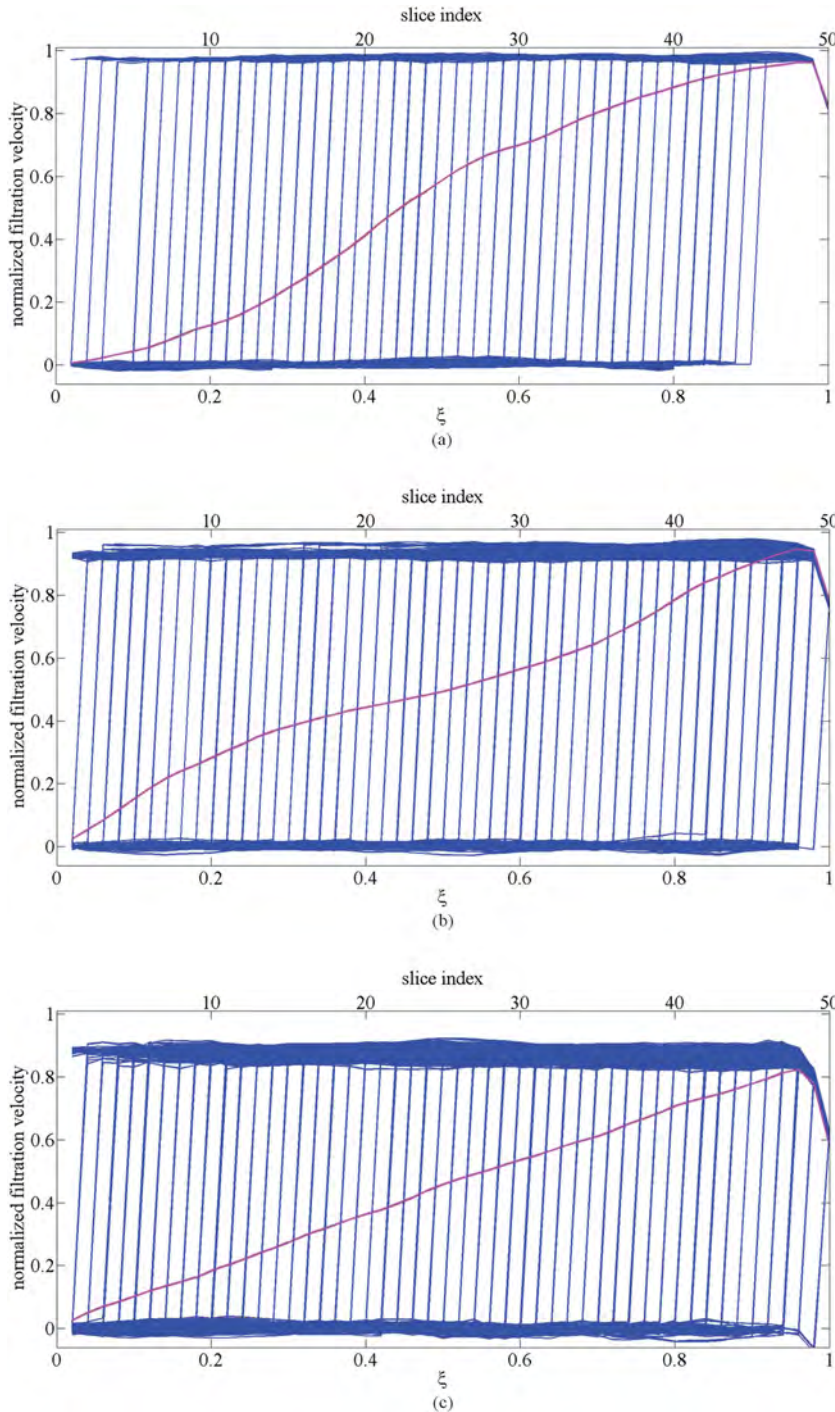 slice index
10 20 30 40 50
1
0.8
0.6
0.4
0.2
0
normalized filtration velocity
0 0.2 0.4 0.6 0.8 1
ξ
(a)
slice index
10 20 30 40 50
1
0.8
0.6
0.4
0.2
0
normalized filtration velocity
0 0.2 0.4 0.6 0.8 1
ξ
(b)
slice index
10 20 30 40 50
1
0.8
0.6
0.4
0.2
0
normalized filtration velocity
0 0.2 0.4 0.6 0.8 1
ξ
(c)